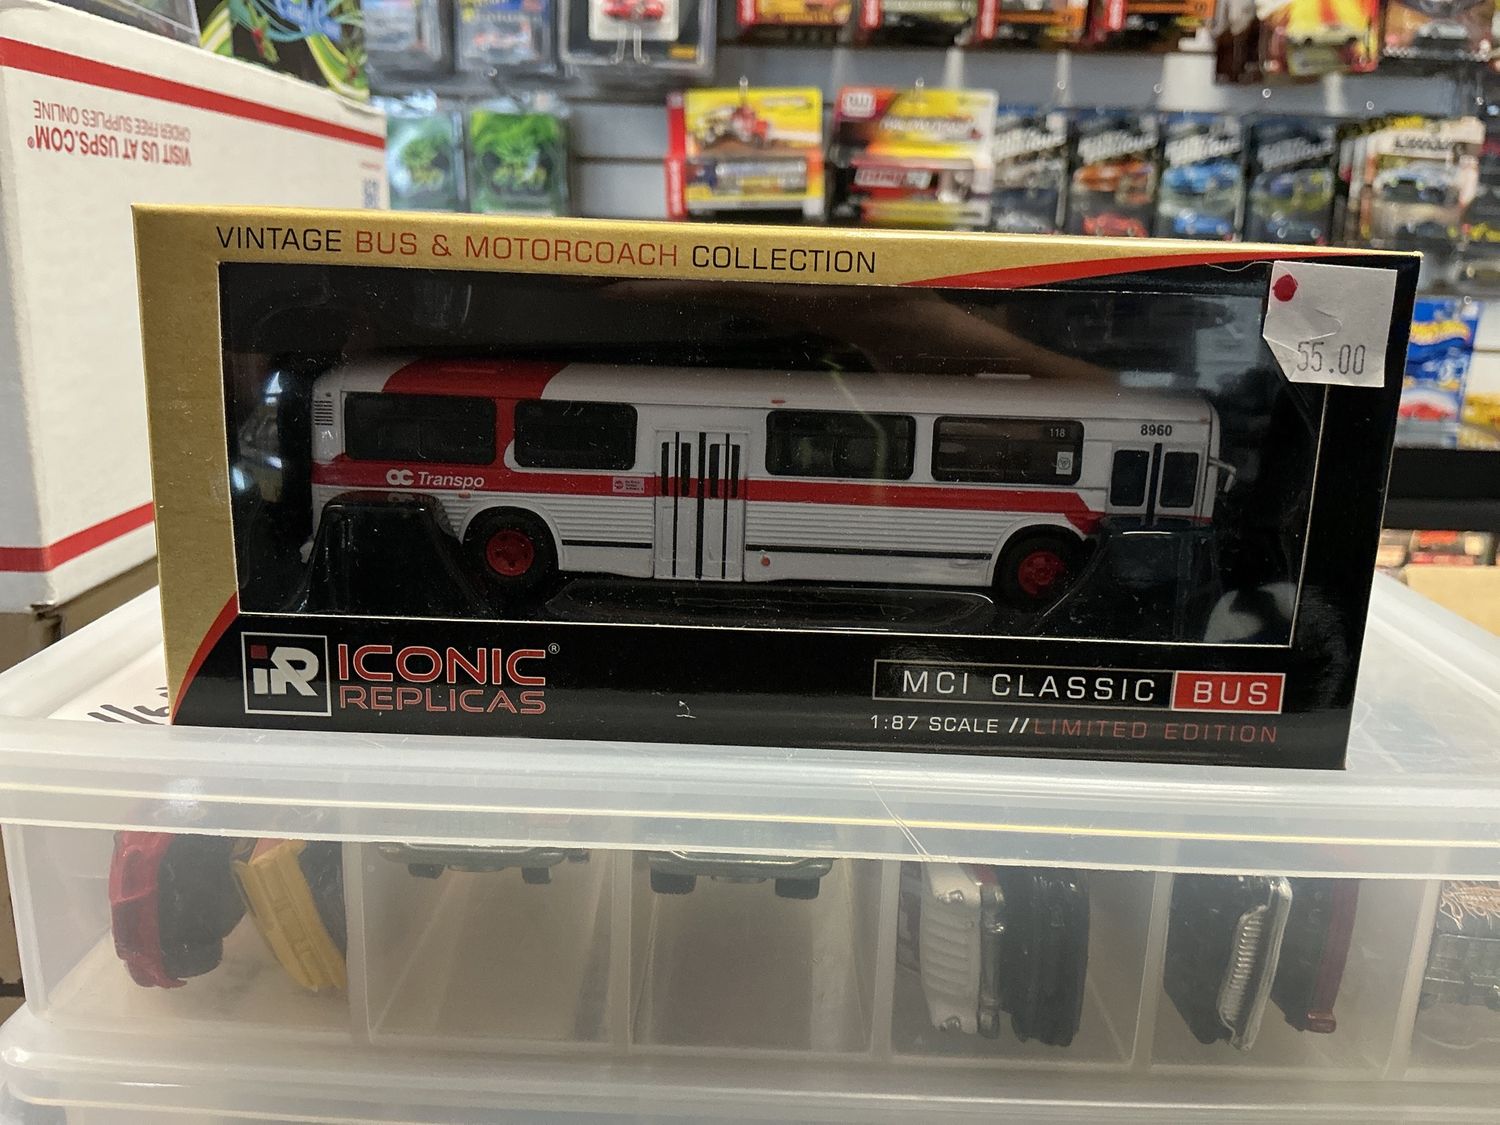 VISIT US AT USPS.COM®
ORDER FREE SUPPLIES ONLINE
VINTAGE BUS & MOTORCOACH COLLECTION
55.00
118
8960
OC Transpo
iR ICONIC®
REPLICAS
MCI CLASSIC BUS
1:87 SCALE // LIMITED EDITION